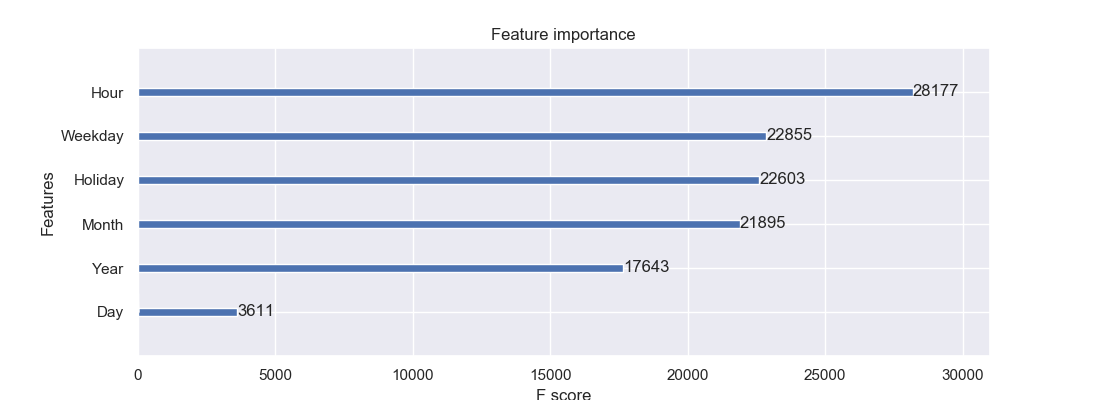 Feature importance
Hour 28177
Weekday 22855
Holiday 22603
Month 21895
Year 17643
Day 3611
Features
0 5000 10000 15000 20000 25000 30000
F score